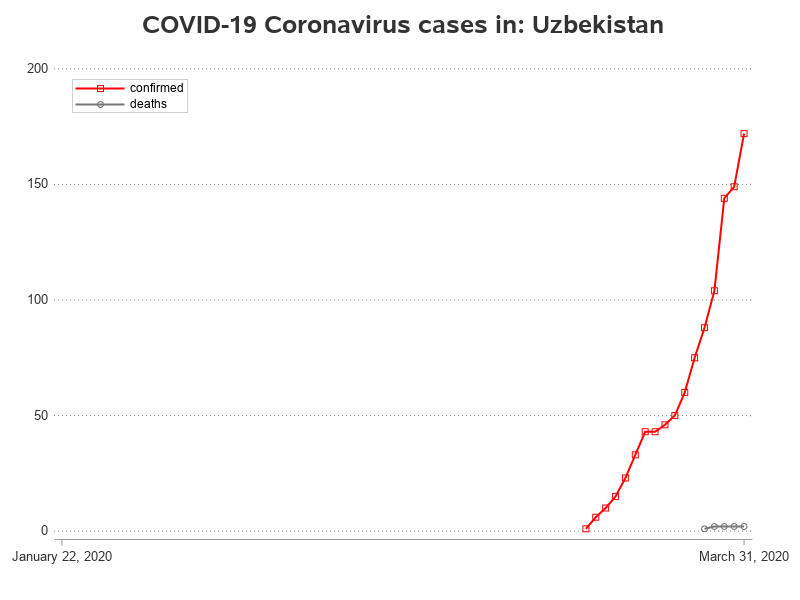 COVID-19 Coronavirus cases in: Uzbekistan
200
confirmed
deaths
150
100
50
0
January 22, 2020
March 31, 2020